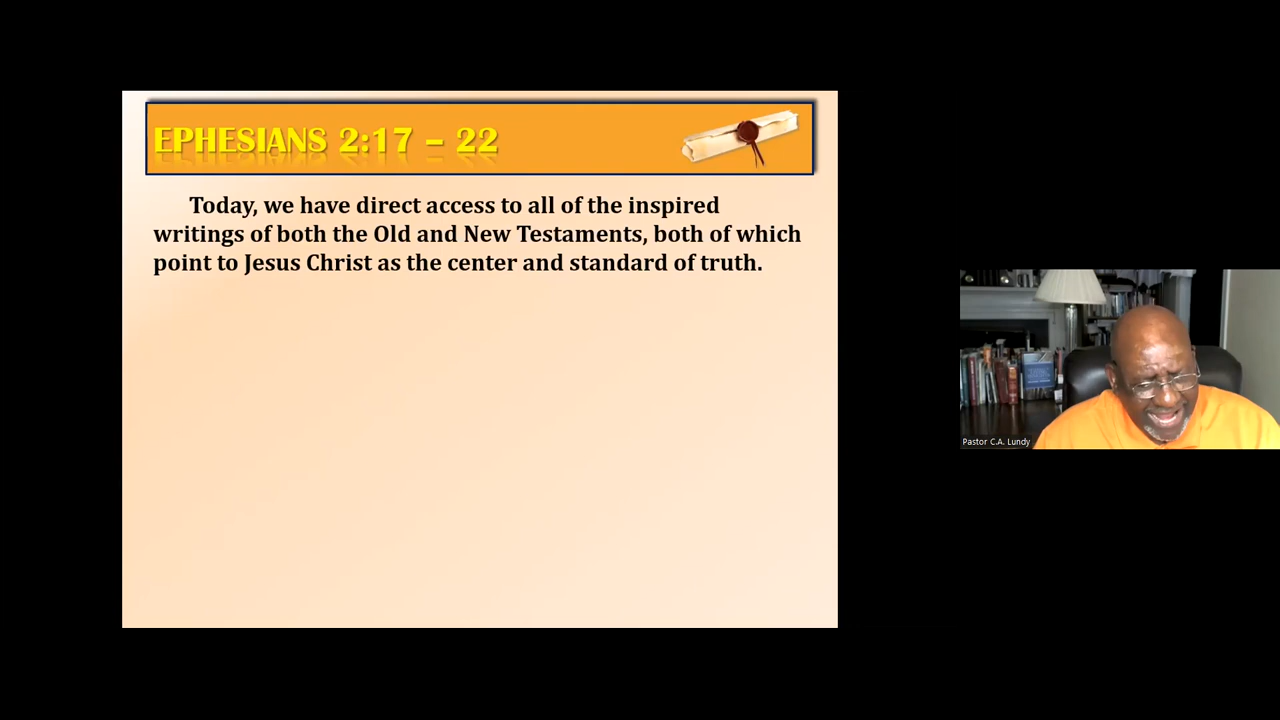 EPHESIANS 2:17 – 22
Today, we have direct access to all of the inspired
writings of both the Old and New Testaments, both of which
point to Jesus Christ as the center and standard of truth.
Pastor C.A. Lundy